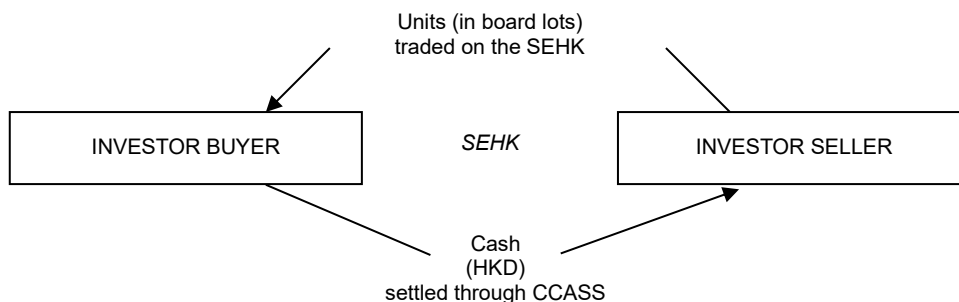 Units (in board lots)
traded on the SEHK
INVESTOR BUYER
SEHK
INVESTOR SELLER
Cash
(HKD)
settled through CCASS